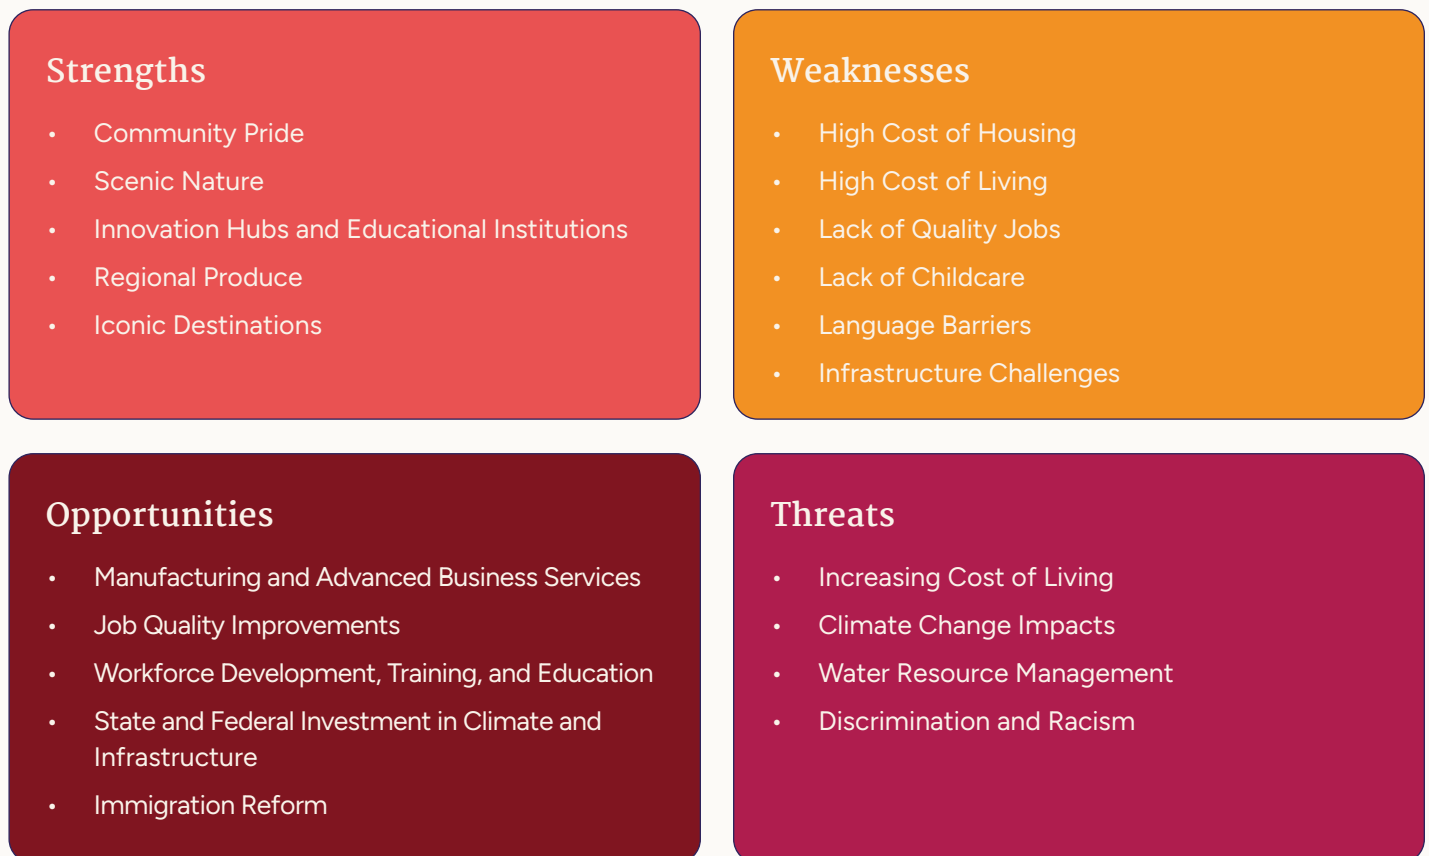 Strengths
• Community Pride
• Scenic Nature
• Innovation Hubs and Educational Institutions
• Regional Produce
• Iconic Destinations
Weaknesses
• High Cost of Housing
• High Cost of Living
• Lack of Quality Jobs
• Lack of Childcare
• Language Barriers
• Infrastructure Challenges
Opportunities
• Manufacturing and Advanced Business Services
• Job Quality Improvements
• Workforce Development, Training, and Education
• State and Federal Investment in Climate and
Infrastructure
• Immigration Reform
Threats
• Increasing Cost of Living
• Climate Change Impacts
• Water Resource Management
• Discrimination and Racism